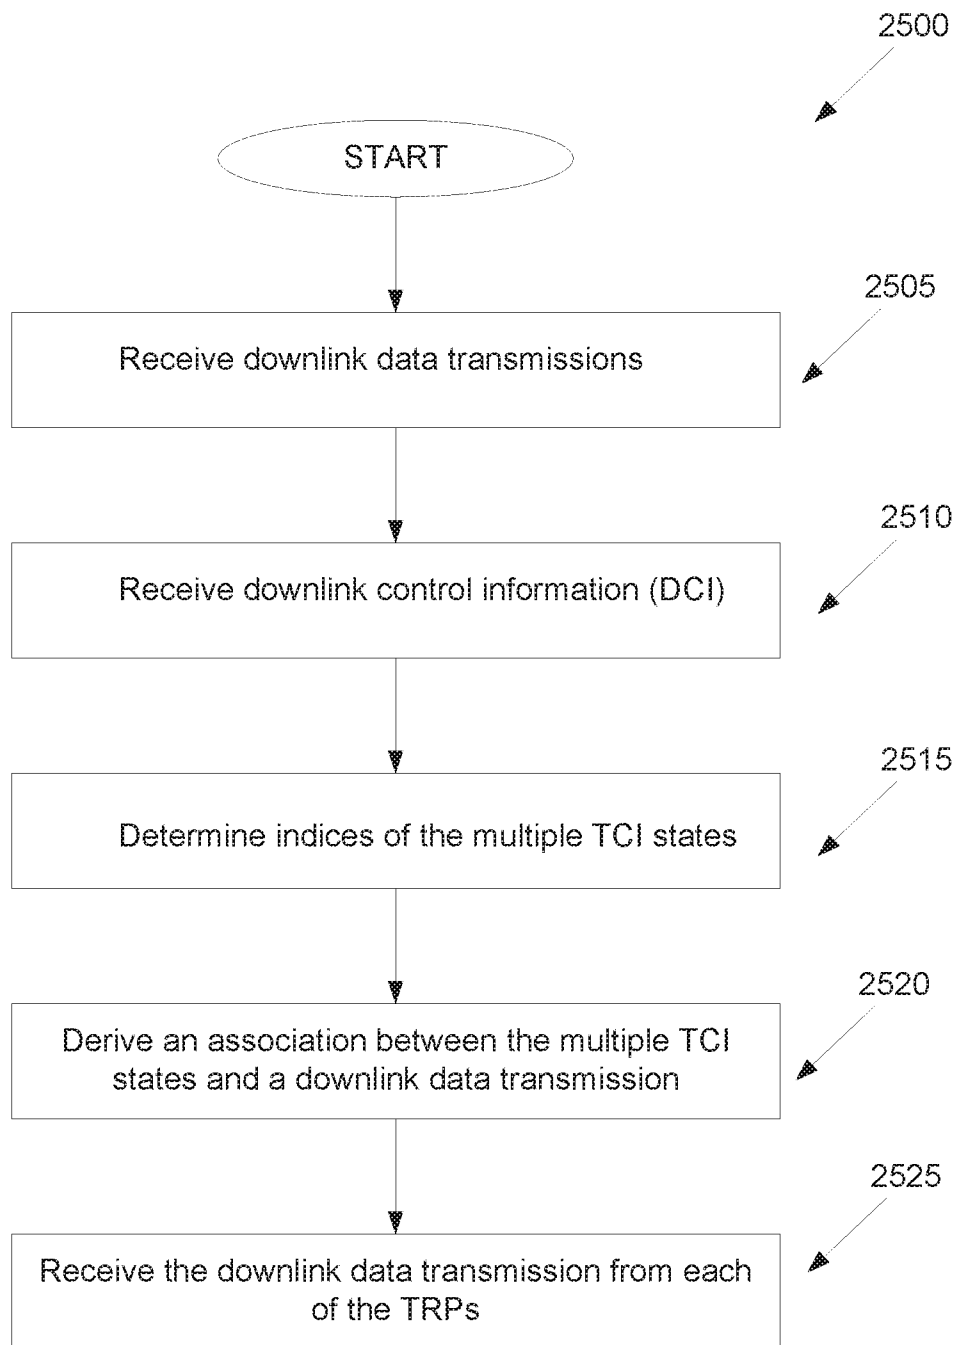 2500
START
2505
Receive downlink data transmissions
2510
Receive downlink control information (DCI)
2515
Determine indices of the multiple TCI states
2520
Derive an association between the multiple TCI
states and a downlink data transmission
2525
Receive the downlink data transmission from each
of the TRPs